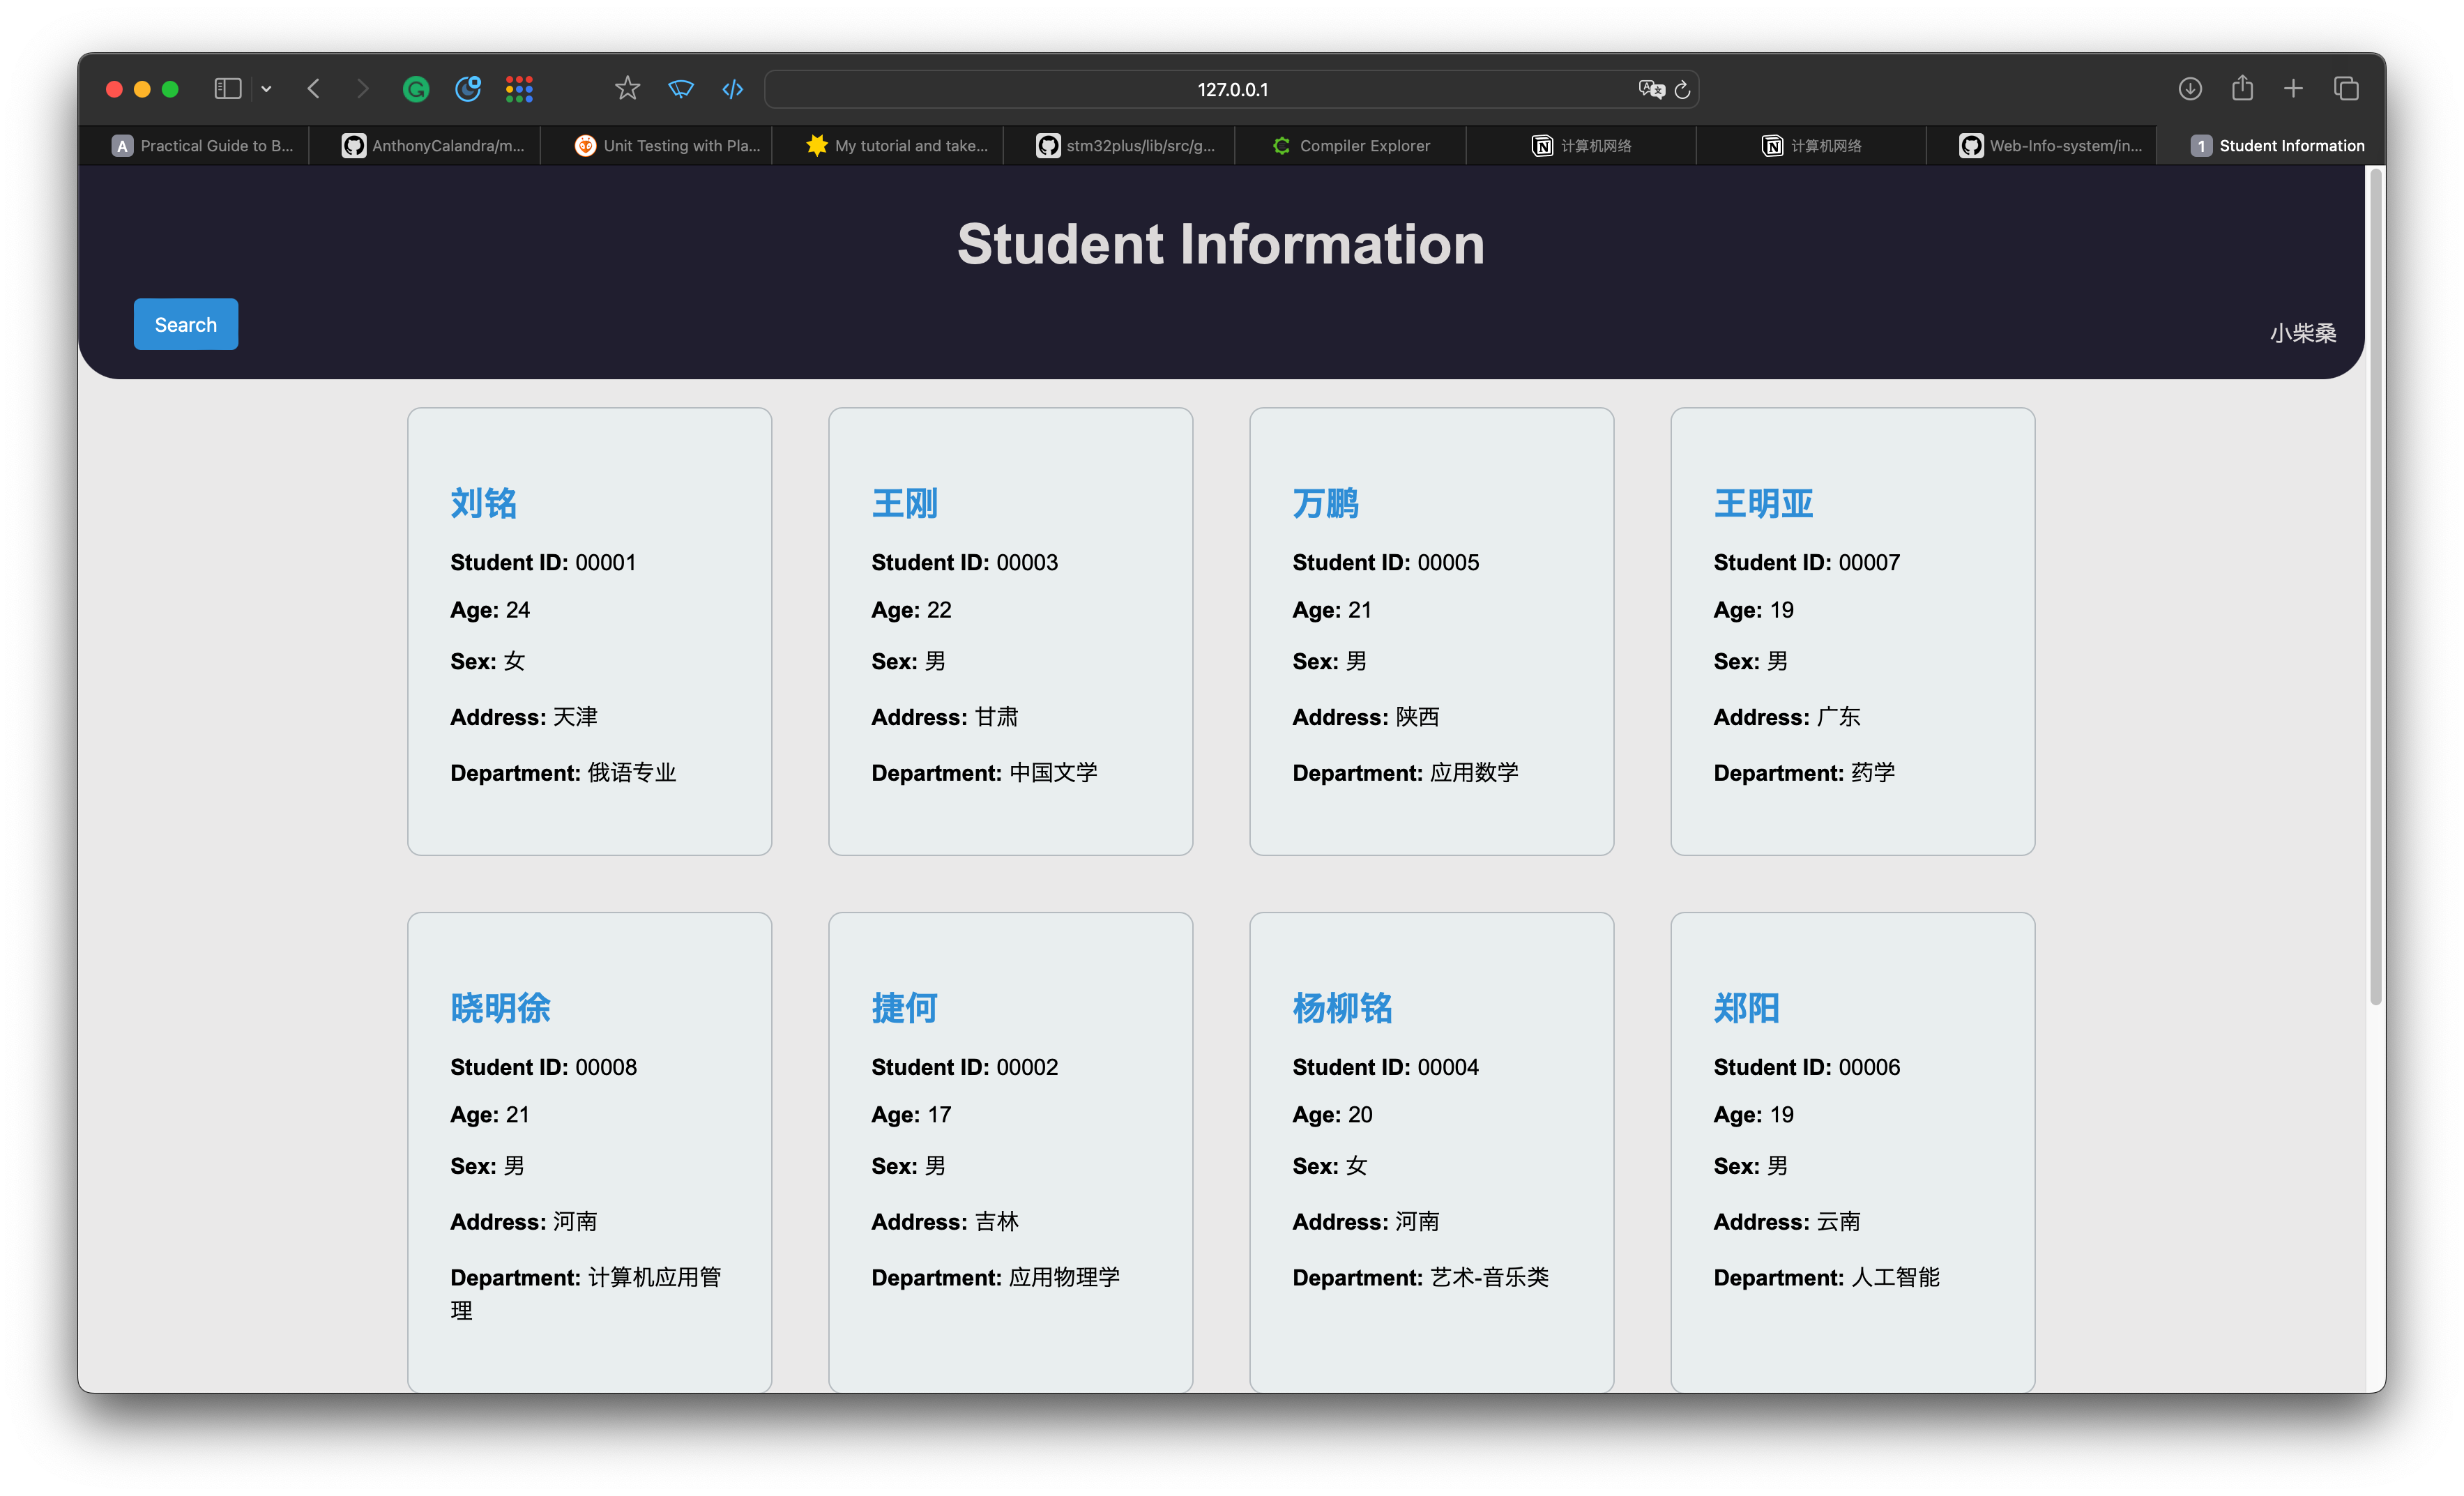 127.0.0.1
Practical Guide to B...
AnthonyCalandra/m...
Unit Testing with Pla...
My tutorial and take...
stm32plus/lib/src/g...
Compiler Explorer
计算机网络
计算机网络
Web-Info-system/in...
1 Student Information
Student Information
Search
小柴桑
刘铭
Student ID: 00001
Age: 24
Sex: 女
Address: 天津
Department: 俄语专业
王刚
Student ID: 00003
Age: 22
Sex: 男
Address: 甘肃
Department: 中国文学
万鹏
Student ID: 00005
Age: 21
Sex: 男
Address: 陕西
Department: 应用数学
王明亚
Student ID: 00007
Age: 19
Sex: 男
Address: 广东
Department: 药学
晓明徐
Student ID: 00008
Age: 21
Sex: 男
Address: 河南
Department: 计算机应用管
理
捷何
Student ID: 00002
Age: 17
Sex: 男
Address: 吉林
Department: 应用物理学
杨柳铭
Student ID: 00004
Age: 20
Sex: 女
Address: 河南
Department: 艺术-音乐类
郑阳
Student ID: 00006
Age: 19
Sex: 男
Address: 云南
Department: 人工智能